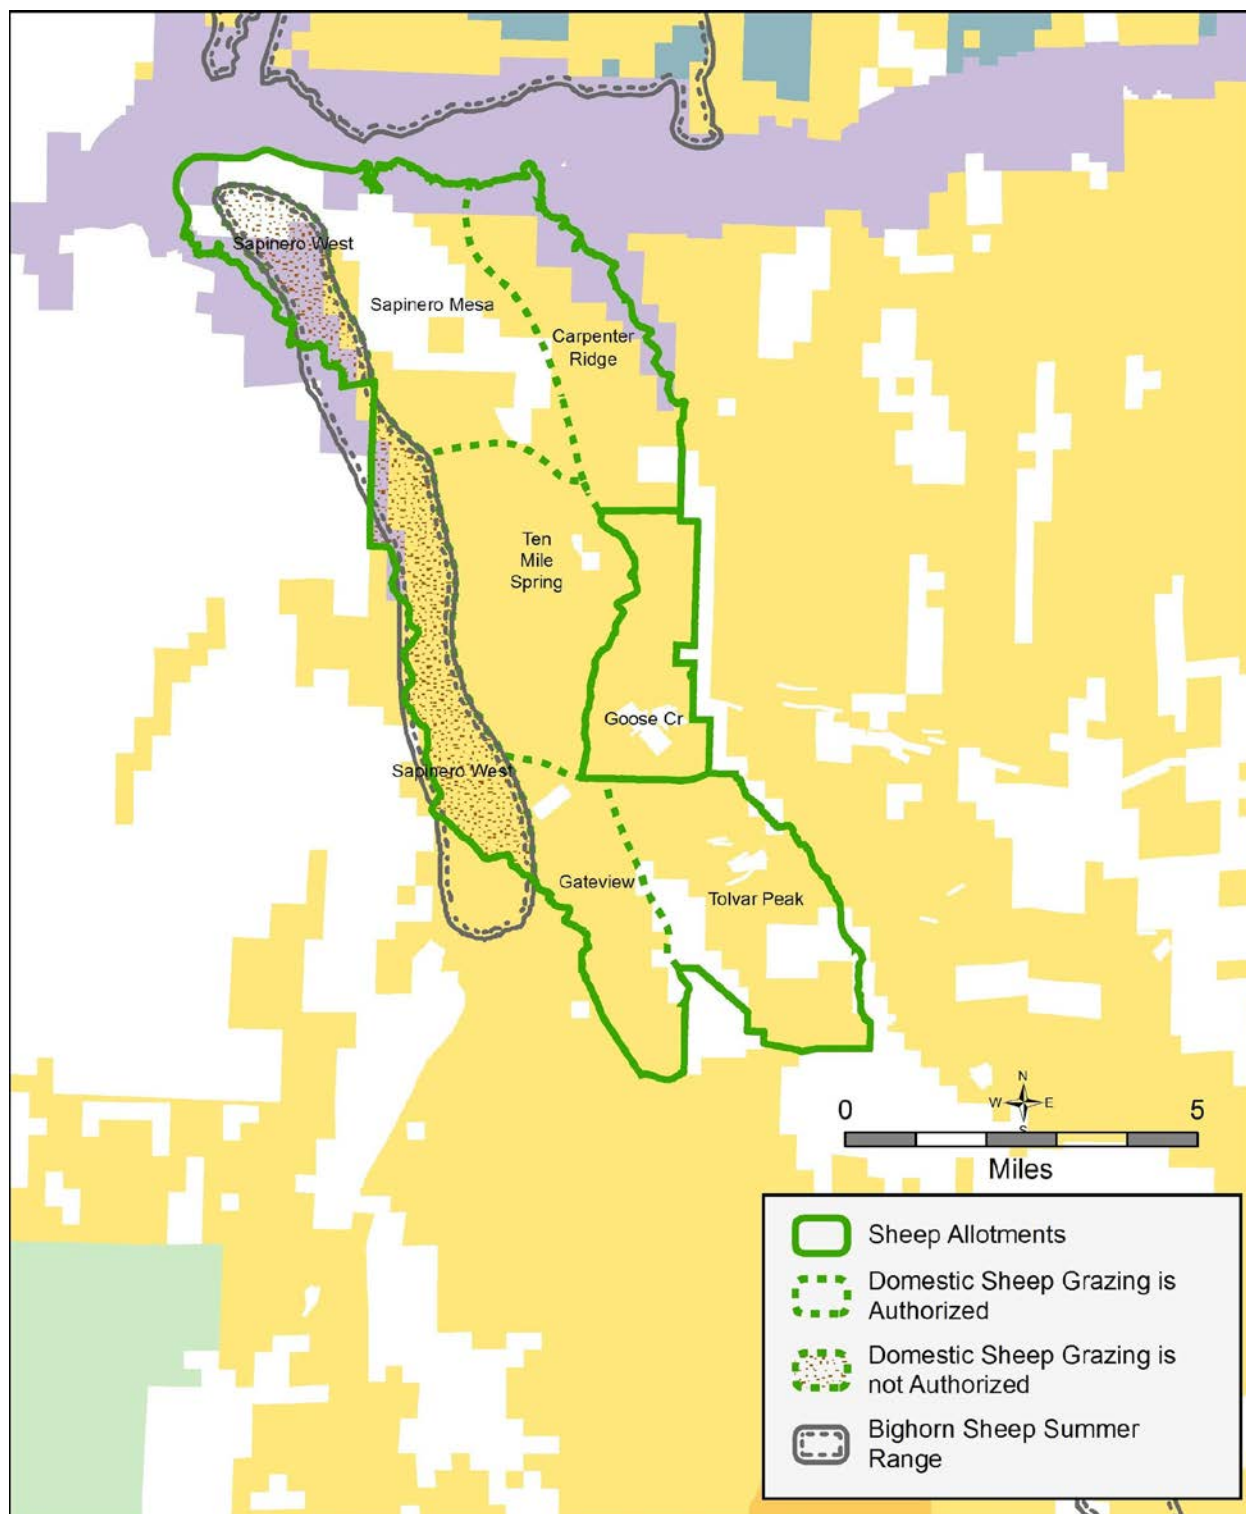 Sapinero West
Sapinero Mesa
Carpenter
Ridge
Ten
Mile
Spring
Goose Cr
Sapinero West
Gateview
Tolvar Peak
N
W E
S
0 5
Miles
Sheep Allotments
Domestic Sheep Grazing is
Authorized
Domestic Sheep Grazing is
not Authorized
Bighorn Sheep Summer
Range